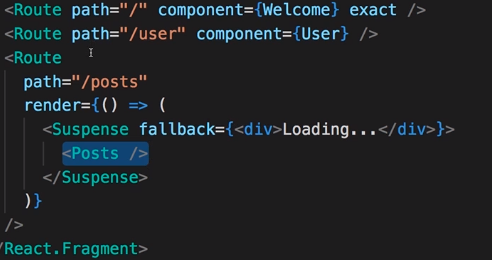 <Route path="/" component={Welcome} exact />
<Route path="/user" component={User} />
<Route
path="/posts"
render={() => (
<Suspense fallback={<div>Loading...</div>}>
<Posts />
</Suspense>
)}
/>
/React.Fragment>